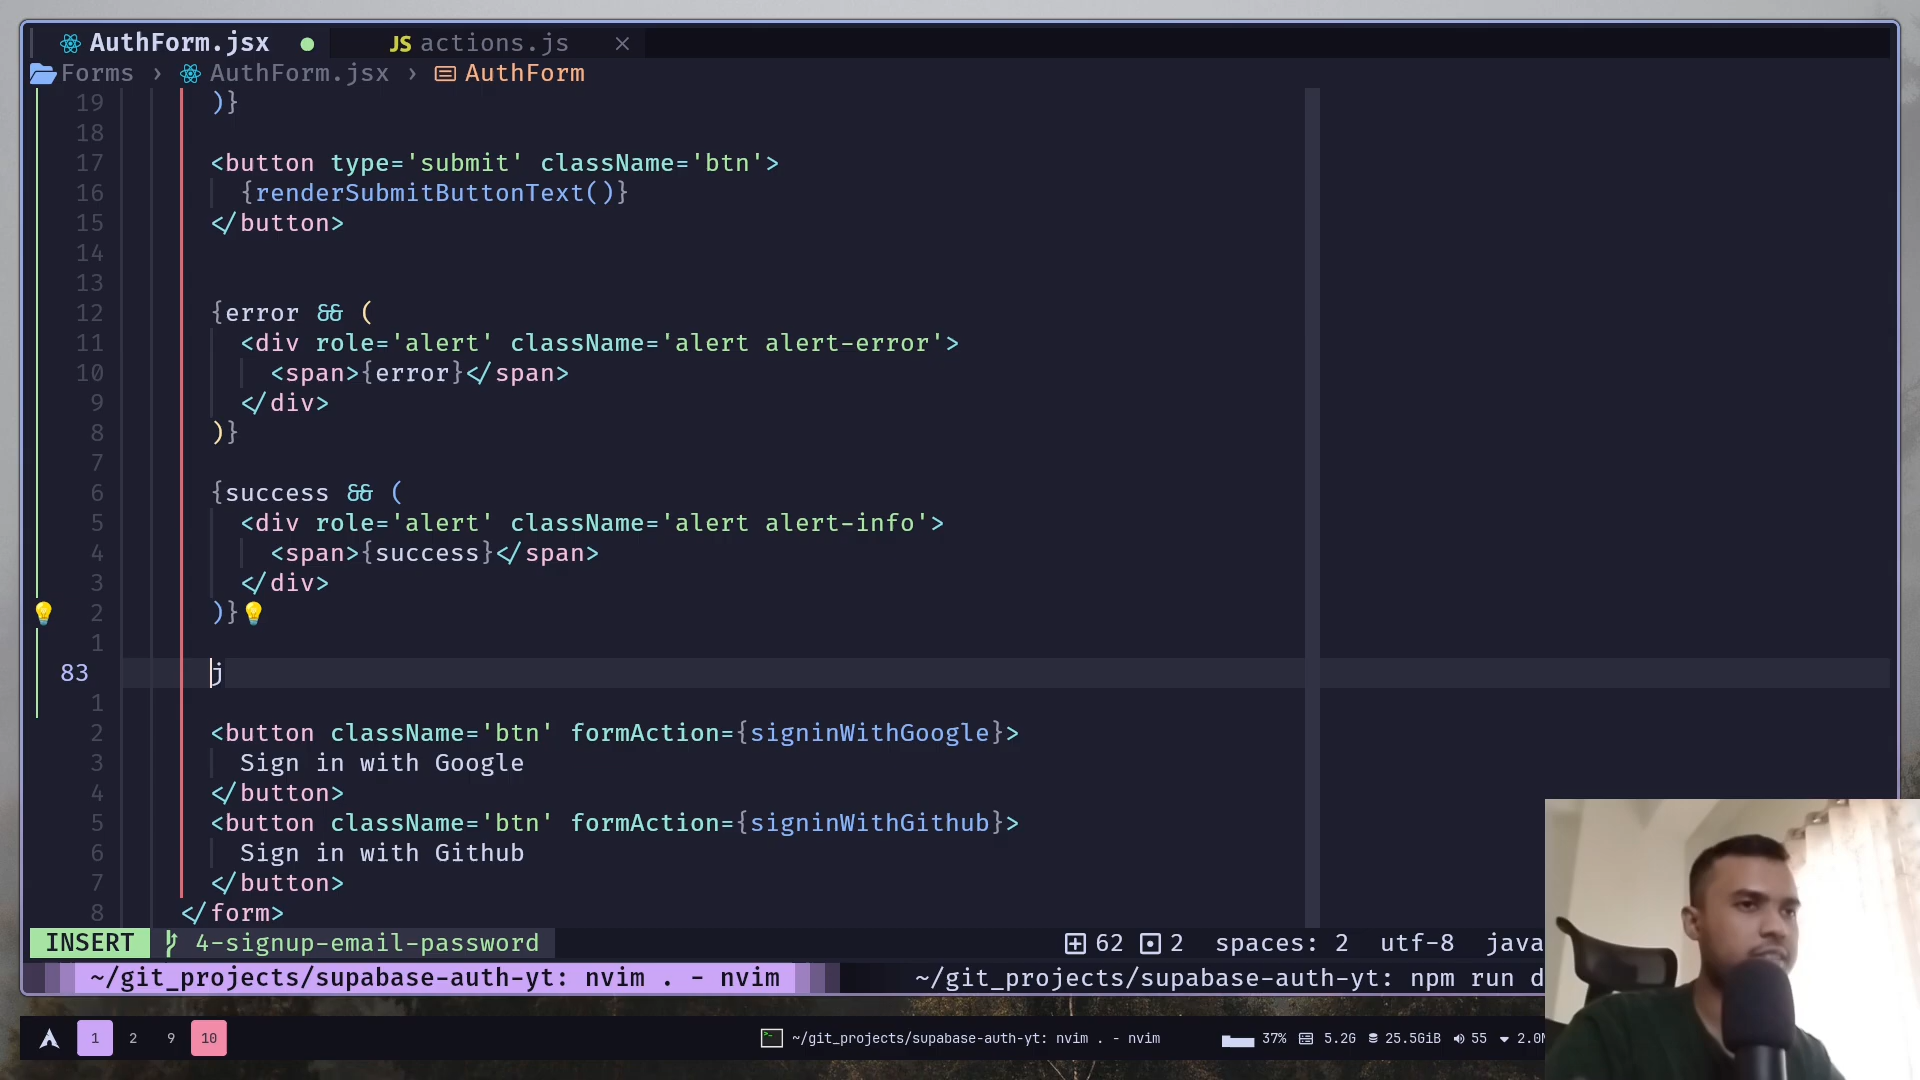 AuthForm.jsx
JS actions.js
Forms › AuthForm.jsx › AuthForm
19 )}
18
17 <button type='submit' className='btn'>
16 {renderSubmitButtonText()}
15 </button>
14
13
12 {error && (
11 <div role='alert' className='alert alert-error'>
10 <span>{error}</span>
9 </div>
8 )}
7
6 {success && (
5 <div role='alert' className='alert alert-info'>
4 <span>{success}</span>
3 </div>
2 )}
1
83 j
1
2 <button className='btn' formAction={signinWithGoogle}>
3 Sign in with Google
4 </button>
5 <button className='btn' formAction={signinWithGithub}>
6 Sign in with Github
7 </button>
8 </form>
INSERT 4-signup-email-password 62 2 spaces: 2 utf-8 java
~/git_projects/supabase-auth-yt: nvim . - nvim ~/git_projects/supabase-auth-yt: npm run d
1 2 9 10 ~/git_projects/supabase-auth-yt: nvim . - nvim 37% 5.2G 25.5GiB 55 2.0M